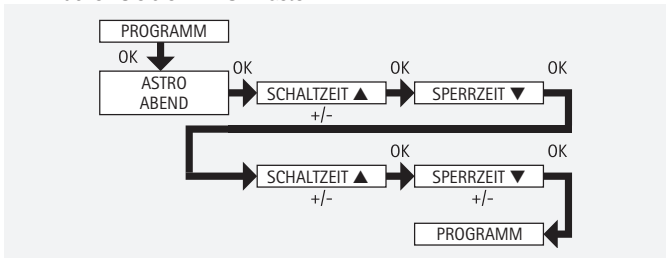 PROGRAMM
OK
ASTRO
ABEND
OK
SCHALTZEIT ▲
+/-
OK
SPERRZEIT ▼
OK
SCHALTZEIT ▲
+/-
OK
SPERRZEIT ▼
+/-
OK
PROGRAMM